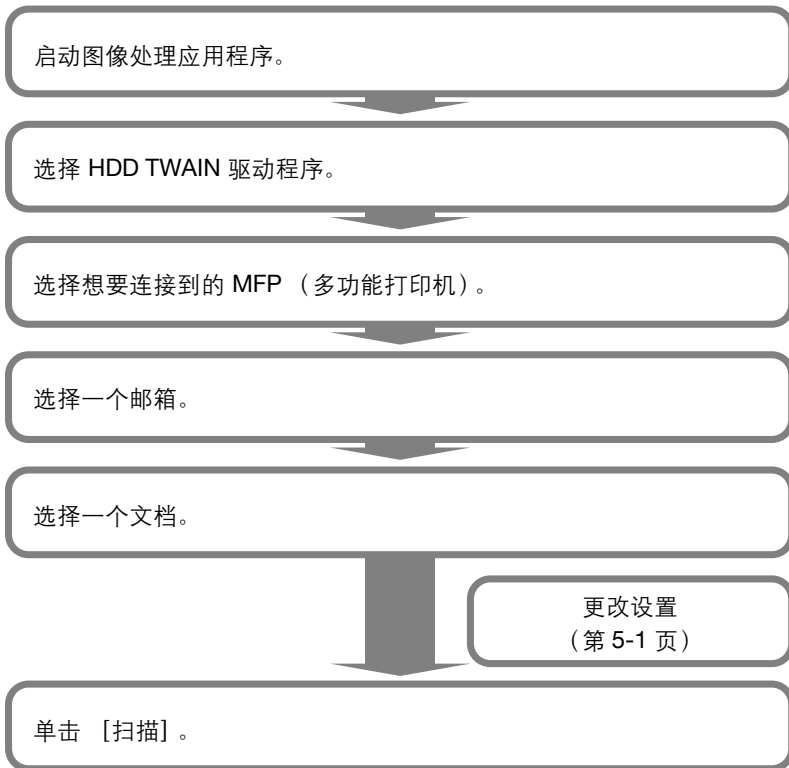 启动图像处理应用程序。
选择 HDD TWAIN 驱动程序。
选择想要连接到的 MFP （多功能打印机）。
选择一个邮箱。
选择一个文档。
更改设置
（第 5-1 页）
单击 ［扫描］。